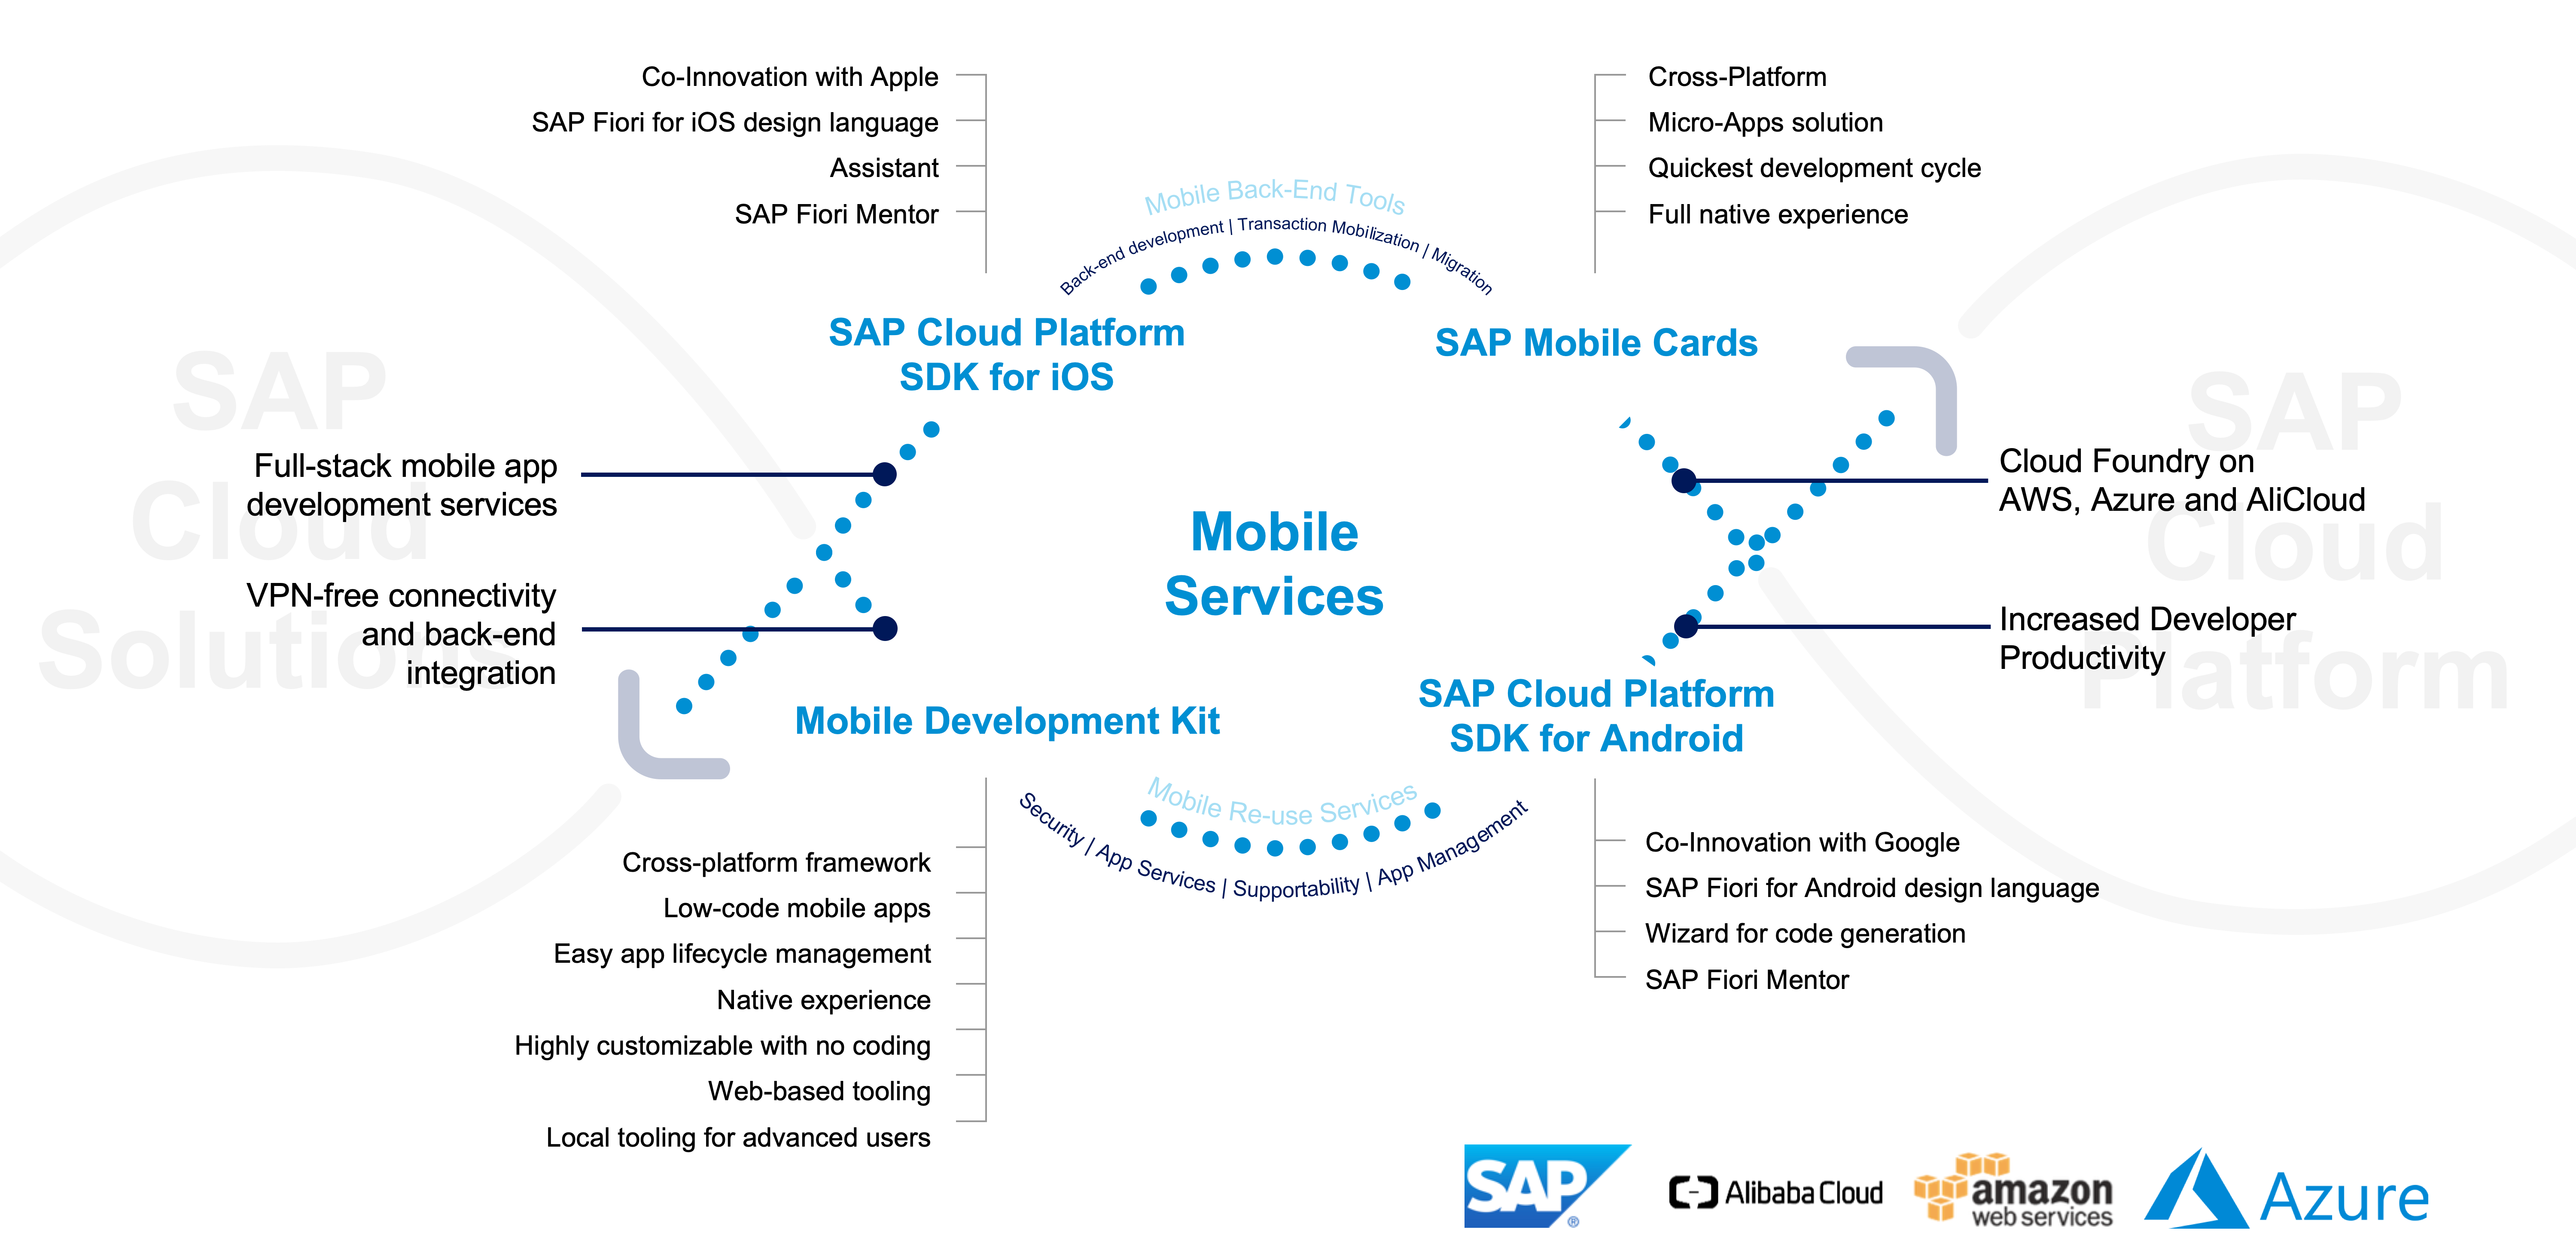 Co-Innovation with Apple
SAP Fiori for iOS design language
Assistant
SAP Fiori Mentor
Cross-Platform
Micro-Apps solution
Quickest development cycle
Full native experience
Mobile Back-End Tools
Back-end development | Transaction Mobilization | Migration
SAP Cloud Platform
SDK for iOS
SAP Mobile Cards
SAP
Cloud
Solutions
Full-stack mobile app
development services
VPN-free connectivity
and back-end
integration
Mobile
Services
SAP
Cloud
Platform
Cloud Foundry on
AWS, Azure and AliCloud
Increased Developer
Productivity
Mobile Development Kit
SAP Cloud Platform
SDK for Android
Mobile Re-use Services
Security | App Services | Supportability | App Management
Cross-platform framework
Low-code mobile apps
Easy app lifecycle management
Native experience
Highly customizable with no coding
Web-based tooling
Local tooling for advanced users
Co-Innovation with Google
SAP Fiori for Android design language
Wizard for code generation
SAP Fiori Mentor
SAP ®
Alibaba Cloud
amazon
web services
Azure